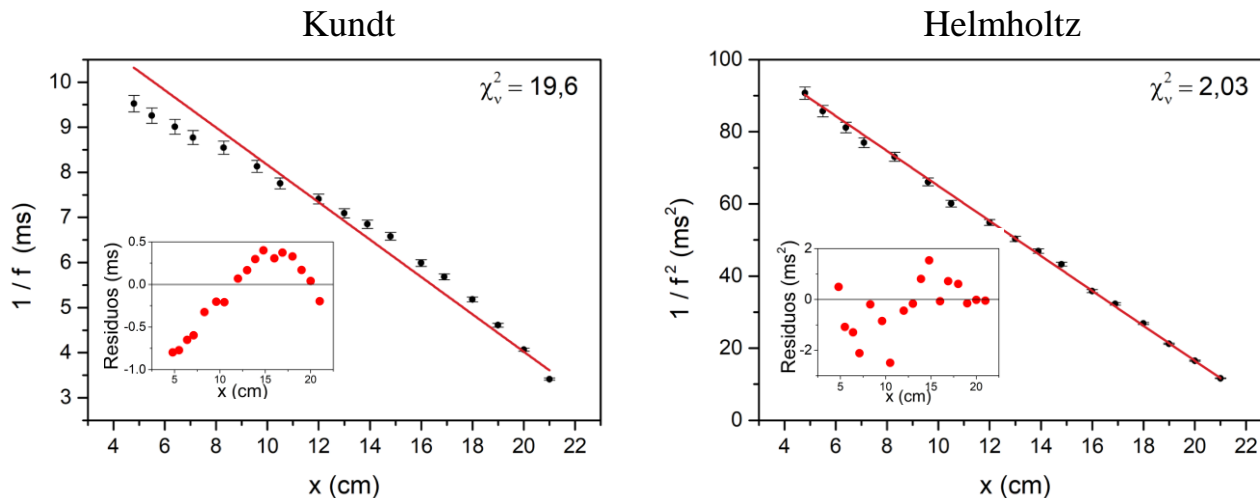 Kundt
χ²ᵥ = 19,6
1 / f (ms)
10
9
8
7
6
5
4
3
Residuos (ms)
0.5
0.0
-0.5
-1.0
5 10 15 20
x (cm)
4 6 8 10 12 14 16 18 20 22
x (cm)
Helmholtz
χ²ᵥ = 2,03
1 / f² (ms²)
100
80
60
40
20
0
Residuos (ms²)
2
0
-2
5 10 15 20
x (cm)
4 6 8 10 12 14 16 18 20 22
x (cm)